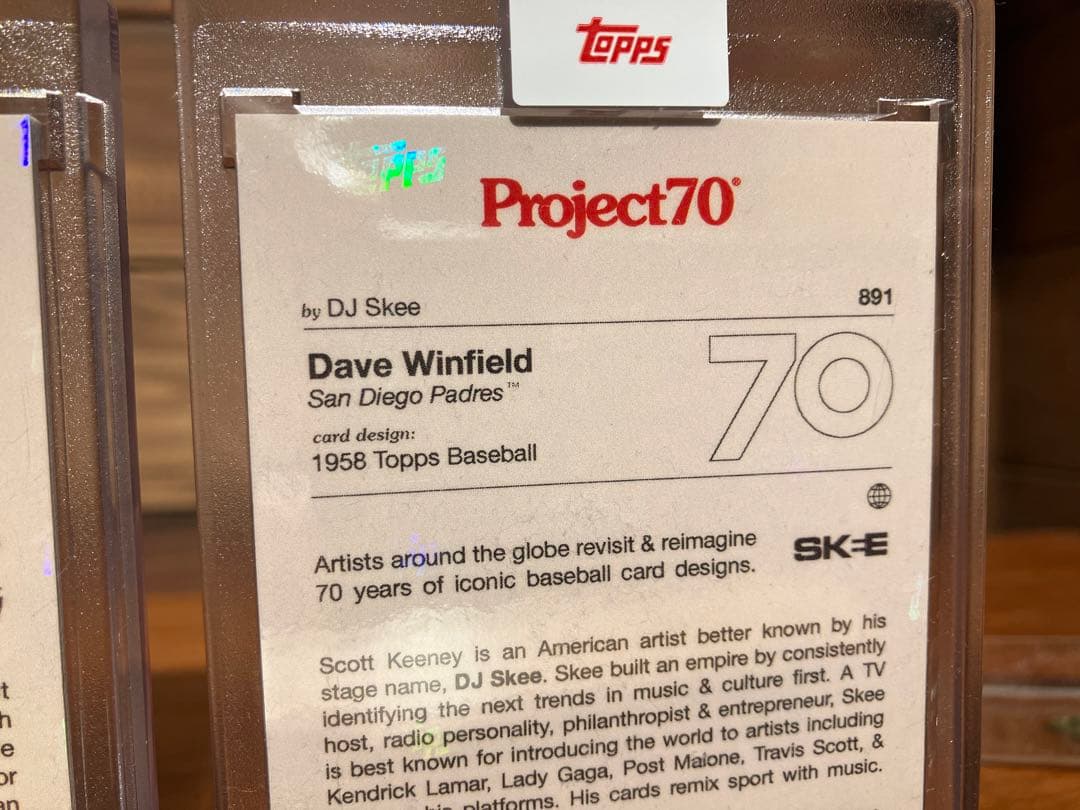 TOPPS
TOPPS
Project70®
by DJ Skee
891
Dave Winfield
70
San Diego Padres™
card design:
1958 Topps Baseball
Artists around the globe revisit & reimagine
70 years of iconic baseball card designs.
SKEE
Scott Keeney is an American artist better known by his
stage name, DJ Skee. Skee built an empire by consistently
identifying the next trends in music & culture first. A TV
host, radio personality, philanthropist & entrepreneur, Skee
is best known for introducing the world to artists including
Kendrick Lamar, Lady Gaga, Post Malone, Travis Scott, &
his platforms. His cards remix sport with music.